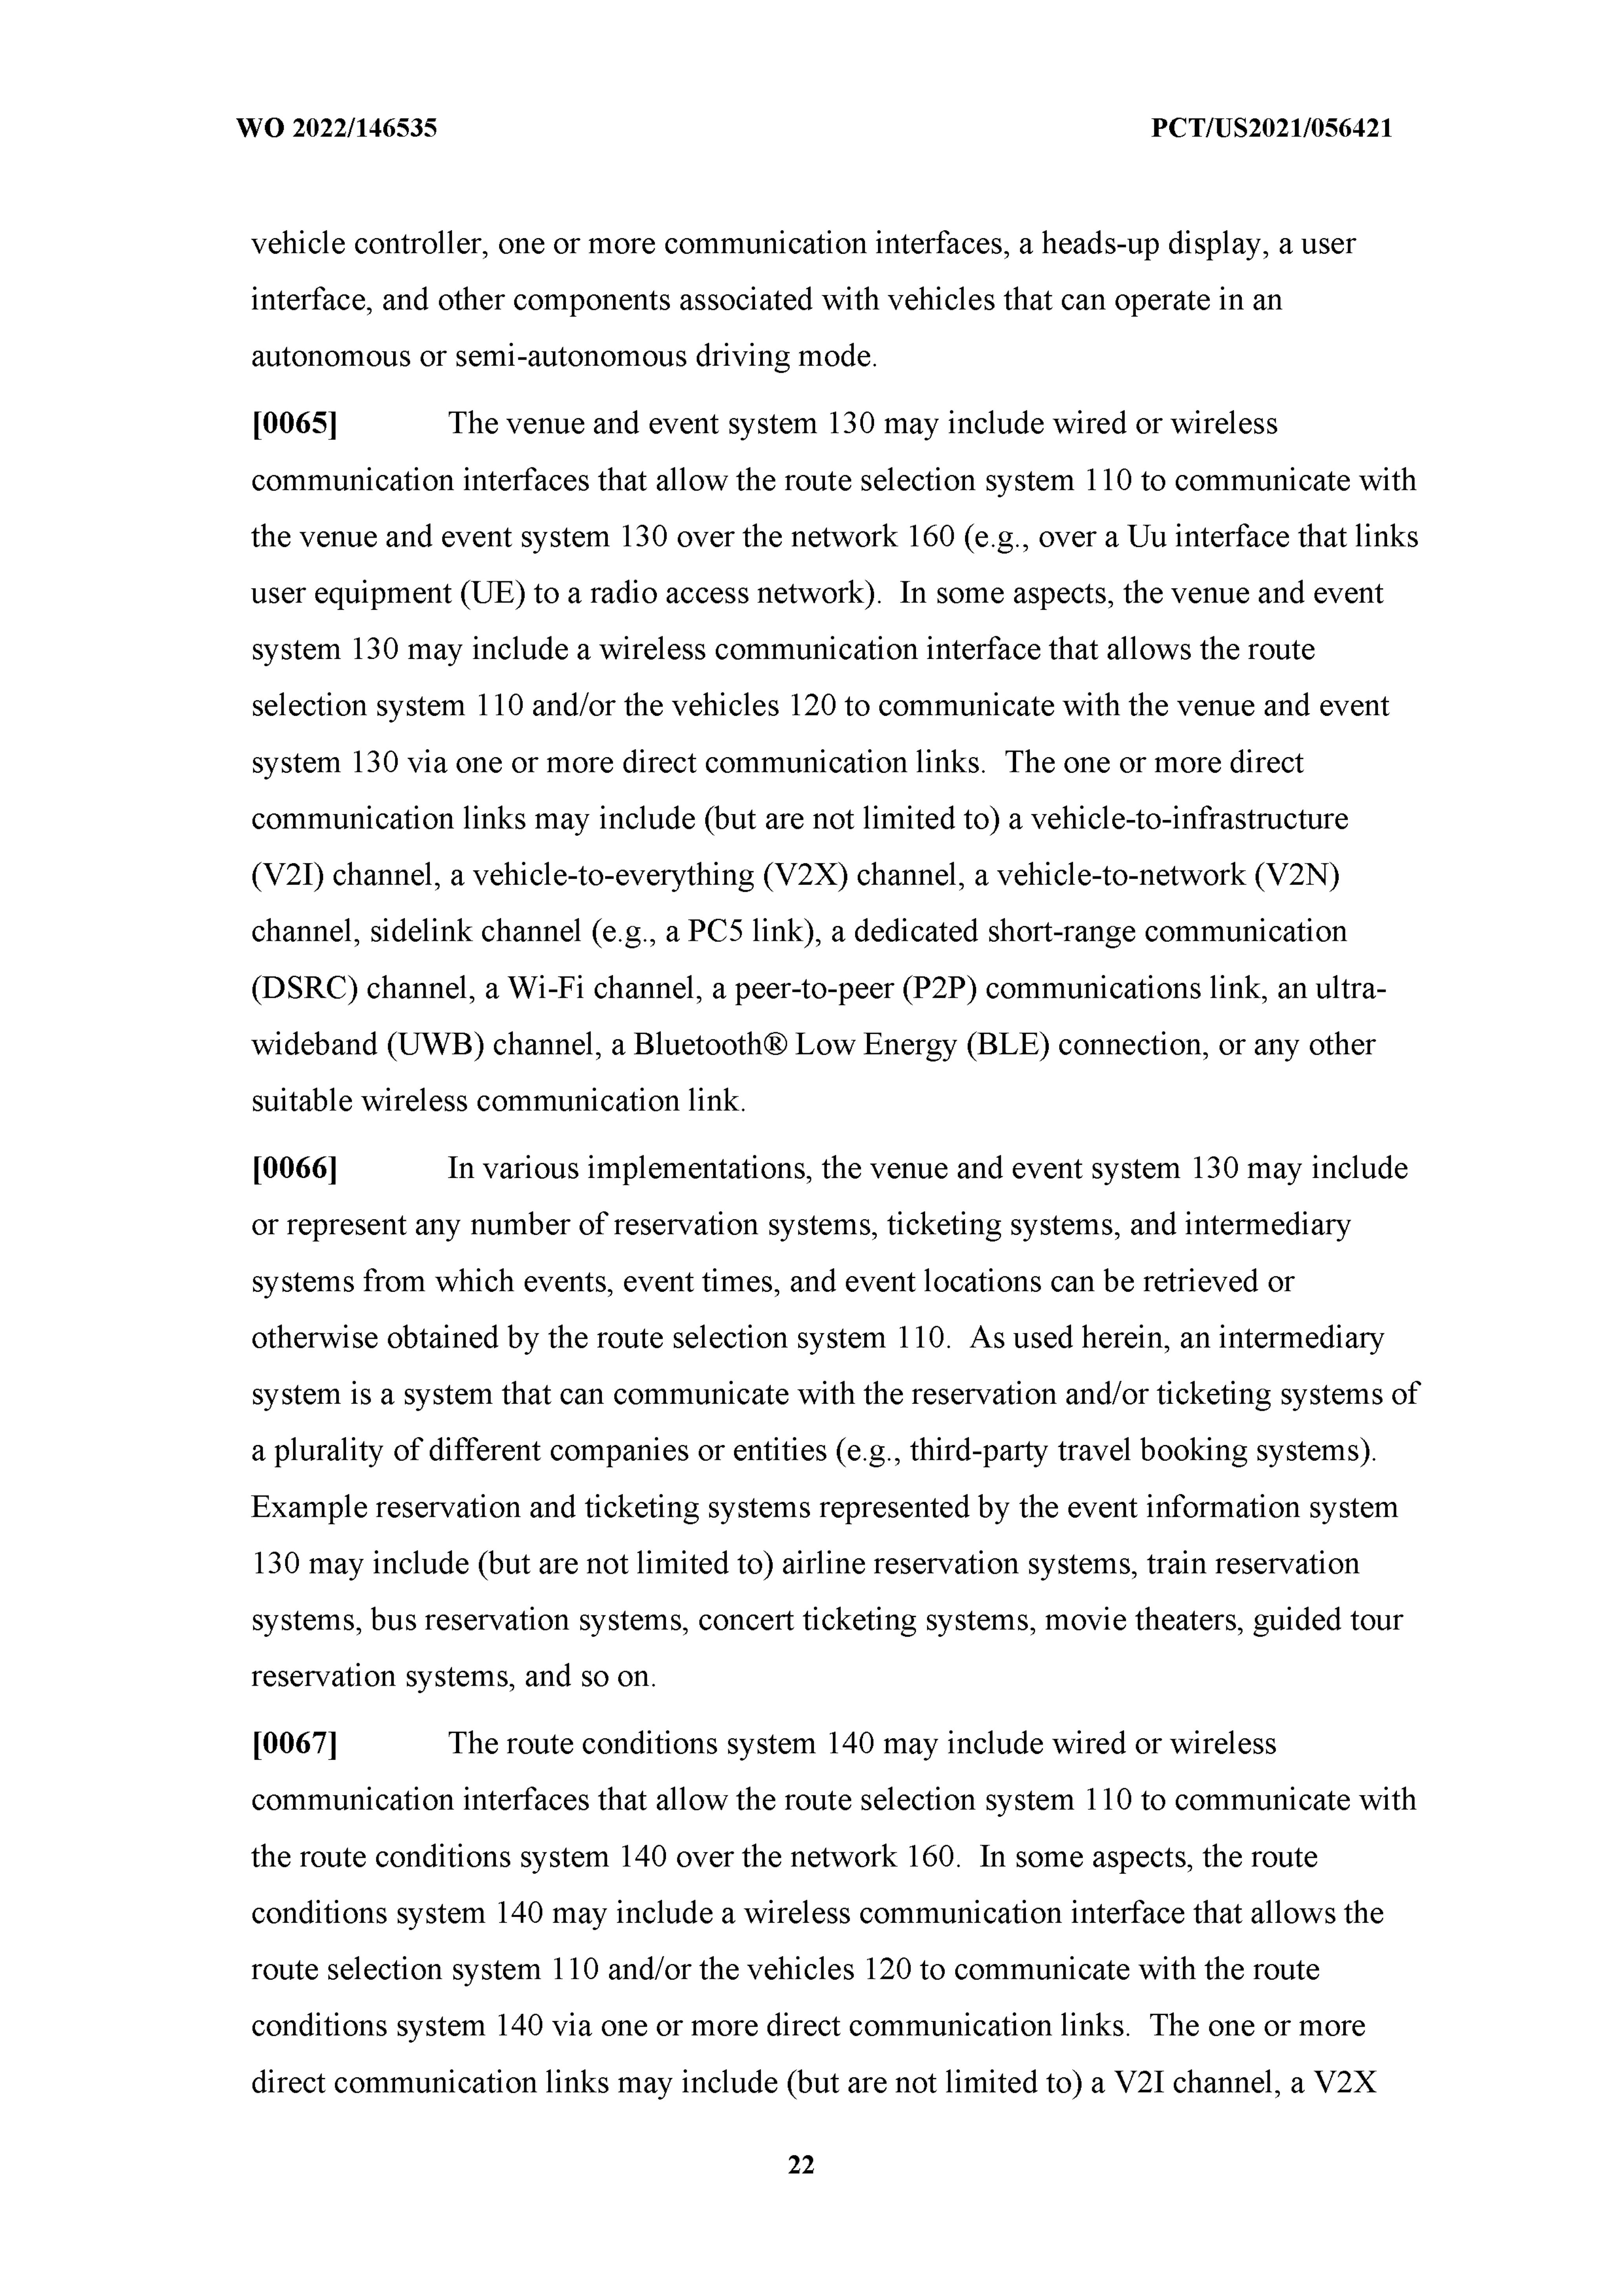 WO 2022/146535 PCT/US2021/056421
vehicle controller, one or more communication interfaces, a heads-up display, a user
interface, and other components associated with vehicles that can operate in an
autonomous or semi-autonomous driving mode.
[0065] The venue and event system 130 may include wired or wireless
communication interfaces that allow the route selection system 110 to communicate with
the venue and event system 130 over the network 160 (e.g., over a Uu interface that links
user equipment (UE) to a radio access network). In some aspects, the venue and event
system 130 may include a wireless communication interface that allows the route
selection system 110 and/or the vehicles 120 to communicate with the venue and event
system 130 via one or more direct communication links. The one or more direct
communication links may include (but are not limited to) a vehicle-to-infrastructure
(V2I) channel, a vehicle-to-everything (V2X) channel, a vehicle-to-network (V2N)
channel, sidelink channel (e.g., a PC5 link), a dedicated short-range communication
(DSRC) channel, a Wi-Fi channel, a peer-to-peer (P2P) communications link, an ultra-
wideband (UWB) channel, a Bluetooth® Low Energy (BLE) connection, or any other
suitable wireless communication link.
[0066] In various implementations, the venue and event system 130 may include
or represent any number of reservation systems, ticketing systems, and intermediary
systems from which events, event times, and event locations can be retrieved or
otherwise obtained by the route selection system 110. As used herein, an intermediary
system is a system that can communicate with the reservation and/or ticketing systems of
a plurality of different companies or entities (e.g., third-party travel booking systems).
Example reservation and ticketing systems represented by the event information system
130 may include (but are not limited to) airline reservation systems, train reservation
systems, bus reservation systems, concert ticketing systems, movie theaters, guided tour
reservation systems, and so on.
[0067] The route conditions system 140 may include wired or wireless
communication interfaces that allow the route selection system 110 to communicate with
the route conditions system 140 over the network 160. In some aspects, the route
conditions system 140 may include a wireless communication interface that allows the
route selection system 110 and/or the vehicles 120 to communicate with the route
conditions system 140 via one or more direct communication links. The one or more
direct communication links may include (but are not limited to) a V2I channel, a V2X
22